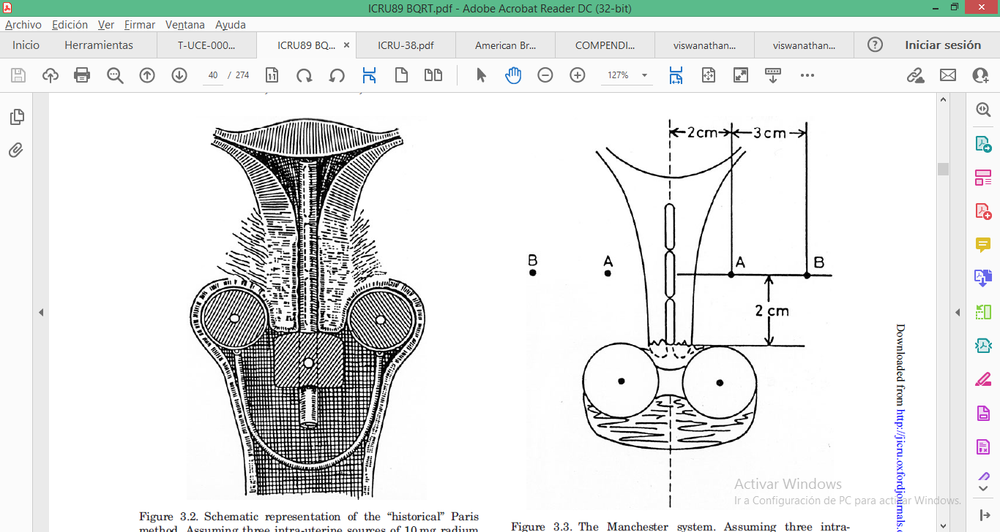 ICRU89 BQRT.pdf - Adobe Acrobat Reader DC (32-bit)
Archivo Edición Ver Firmar Ventana Ayuda
Inicio Herramientas T-UCE-000... ICRU89 BQ... × ICRU-38.pdf American Br... COMPENDI... viswanathan... viswanathan... ? Iniciar sesión
40 / 274 1:1 127%
2cm 3cm
B A A B
2 cm
Downloaded from http://jicru.oxfordjournals.
Activar Windows
Ir a Configuración de PC para activar Windows.
Figure 3.2. Schematic representation of the “historical” Paris
method. Assuming three intra-uterine sources of 10 mg radium
Figure 3.3. The Manchester system. Assuming three intra-